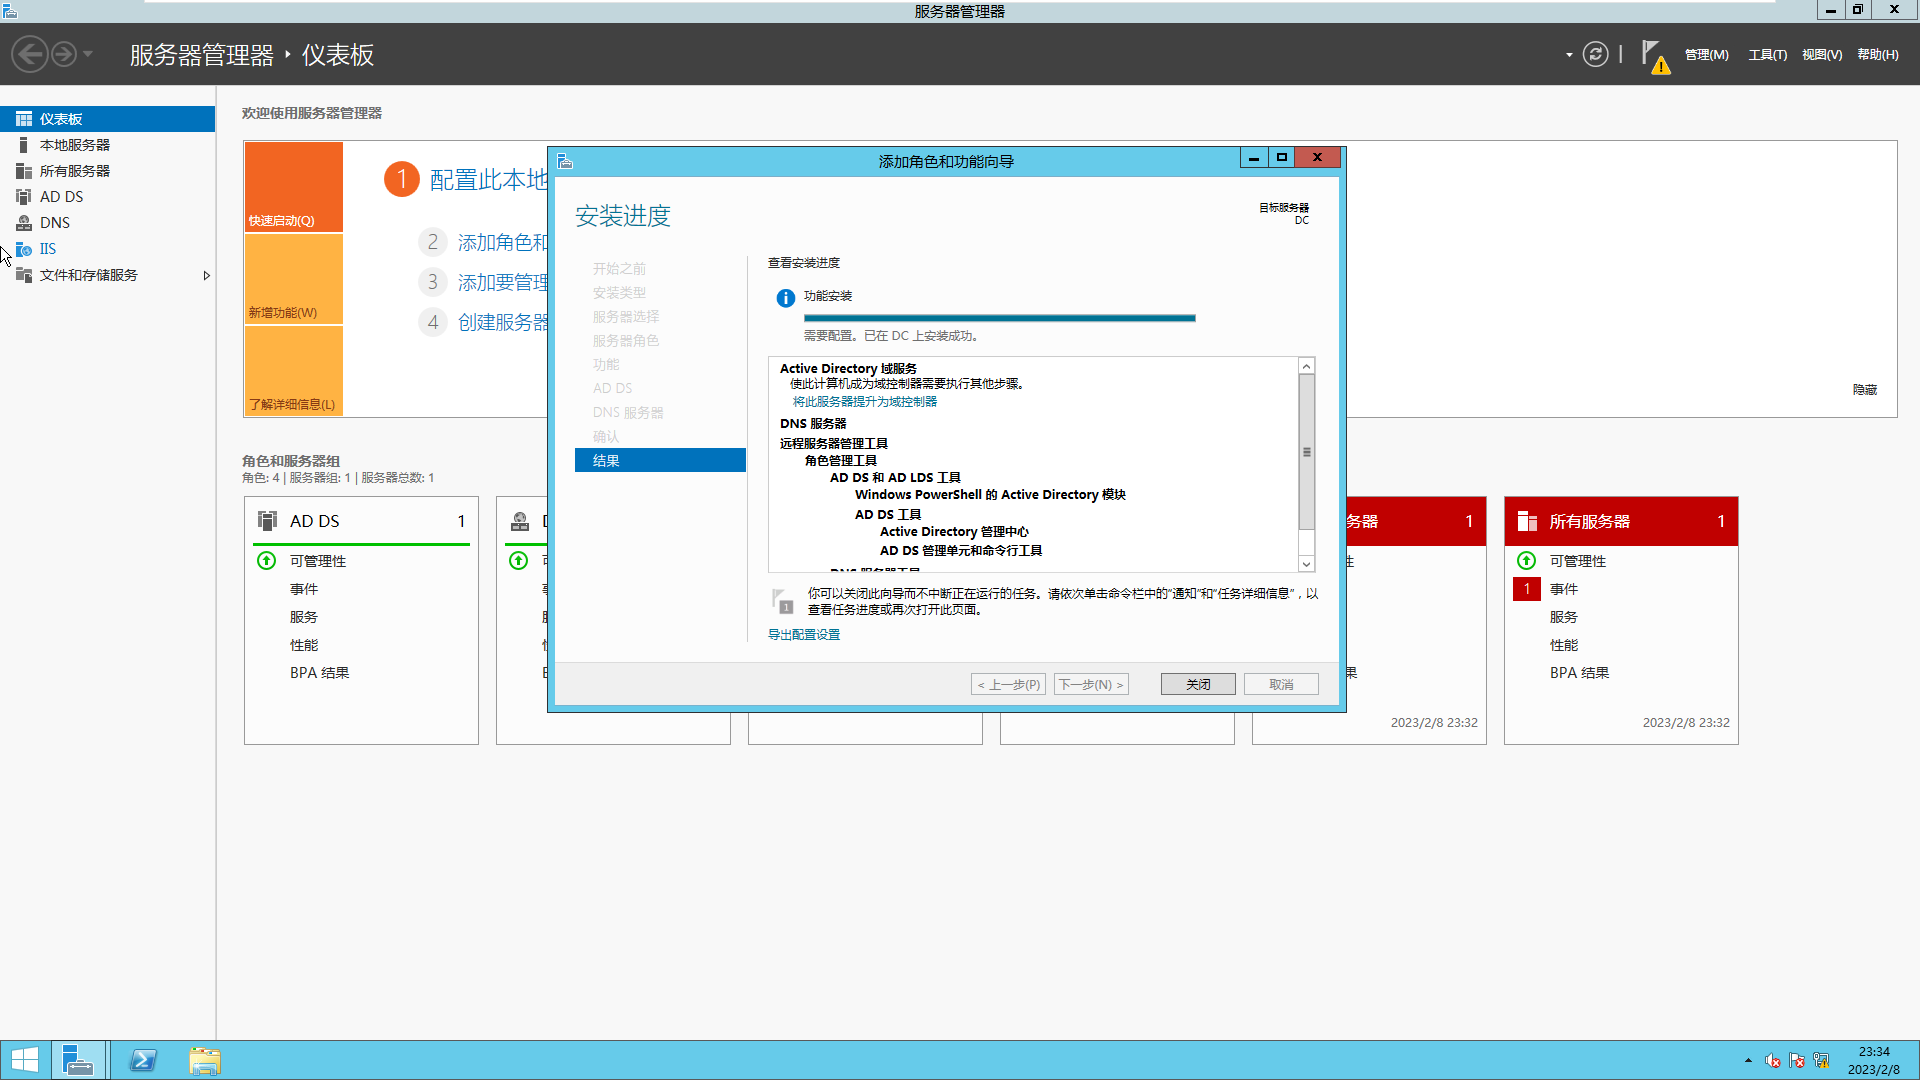 服务器管理器
服务器管理器 ‣ 仪表板
管理(M) 工具(T) 视图(V) 帮助(H)
仪表板
本地服务器
所有服务器
AD DS
DNS
IIS
文件和存储服务
欢迎使用服务器管理器
快速启动(Q)
新增功能(W)
了解详细信息(L)
1 配置此本地
2 添加角色和
3 添加要管理
4 创建服务器
隐藏
角色和服务器组
角色: 4 | 服务器组: 1 | 服务器总数: 1
AD DS 1
可管理性
事件
服务
性能
BPA 结果
添加角色和功能向导
安装进度
目标服务器
DC
开始之前
安装类型
服务器选择
服务器角色
功能
AD DS
DNS 服务器
确认
结果
查看安装进度
功能安装
需要配置。已在 DC 上安装成功。
Active Directory 域服务
使此计算机成为域控制器需要执行其他步骤。
将此服务器提升为域控制器
DNS 服务器
远程服务器管理工具
角色管理工具
AD DS 和 AD LDS 工具
Windows PowerShell 的 Active Directory 模块
AD DS 工具
Active Directory 管理中心
AD DS 管理单元和命令行工具
1
你可以关闭此向导而不中断正在运行的任务。请依次单击命令栏中的"通知"和"任务详细信息"，以
查看任务进度或再次打开此页面。
导出配置设置
< 上一步(P) 下一步(N) > 关闭 取消
务器 1
性
果
2023/2/8 23:32
所有服务器 1
可管理性
1 事件
服务
性能
BPA 结果
2023/2/8 23:32
23:34
2023/2/8